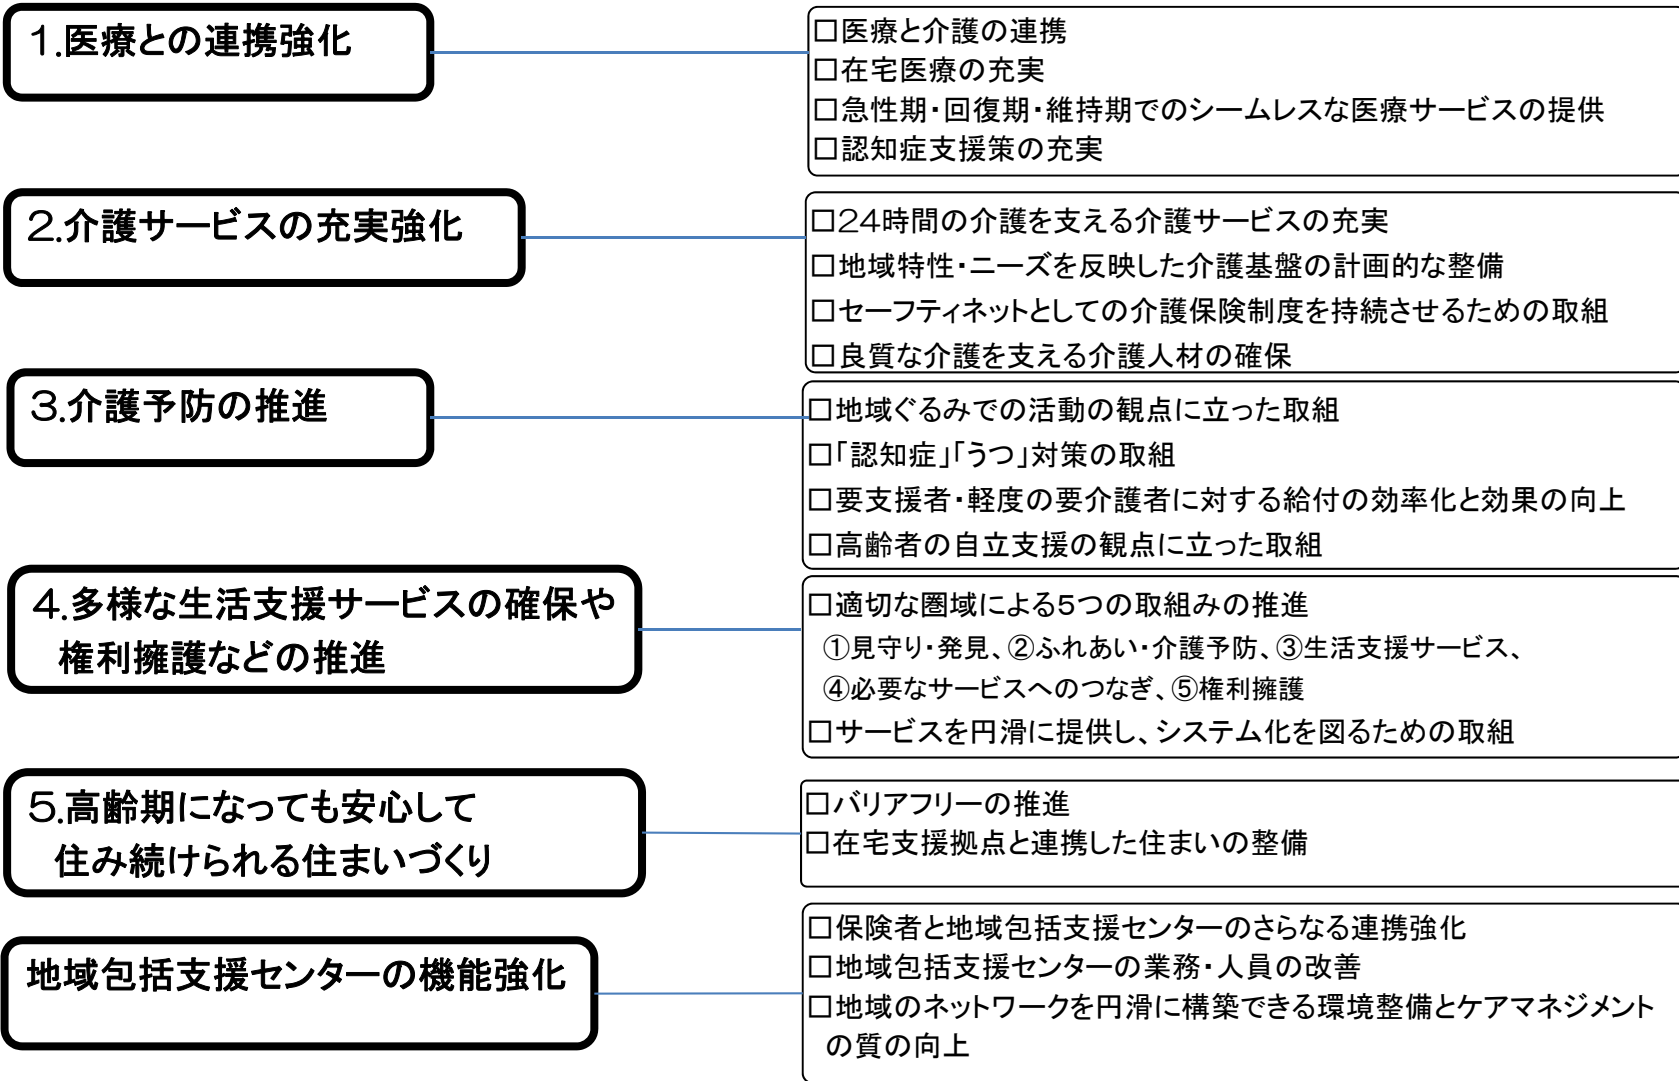 １.医療との連携強化
□医療と介護の連携
□在宅医療の充実
□急性期・回復期・維持期でのシームレスな医療サービスの提供
□認知症支援策の充実
２.介護サービスの充実強化
□２４時間の介護を支える介護サービスの充実
□地域特性・ニーズを反映した介護基盤の計画的な整備
□セーフティネットとしての介護保険制度を持続させるための取組
□良質な介護を支える介護人材の確保
３.介護予防の推進
□地域ぐるみでの活動の観点に立った取組
□「認知症」「うつ」対策の取組
□要支援者・軽度の要介護者に対する給付の効率化と効果の向上
□高齢者の自立支援の観点に立った取組
４.多様な生活支援サービスの確保や
権利擁護などの推進
□適切な圏域による５つの取組みの推進
①見守り・発見、②ふれあい・介護予防、③生活支援サービス、
④必要なサービスへのつなぎ、⑤権利擁護
□サービスを円滑に提供し、システム化を図るための取組
５.高齢期になっても安心して
住み続けられる住まいづくり
□バリアフリーの推進
□在宅支援拠点と連携した住まいの整備
地域包括支援センターの機能強化
□保険者と地域包括支援センターのさらなる連携強化
□地域包括支援センターの業務・人員の改善
□地域のネットワークを円滑に構築できる環境整備とケアマネジメント
の質の向上